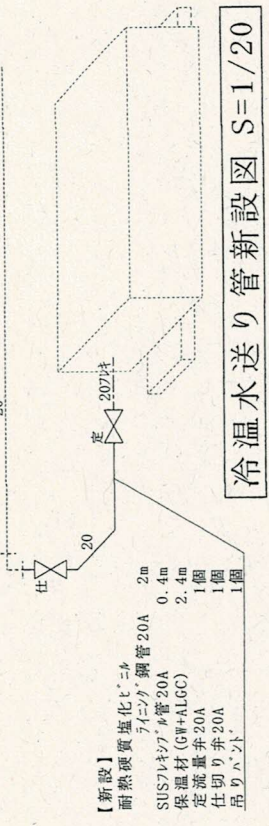 仕
20
定
20フレキ
【新設】
耐熱硬質塩化ビニル
ライニング鋼管20A 2m
SUSフレキシブル管20A 0.4m
保温材(GW+ALGC) 2.4m
定流量弁20A 1個
仕切り弁20A 1個
吊りバンド 1個
冷温水送り管新設図 S=1/20